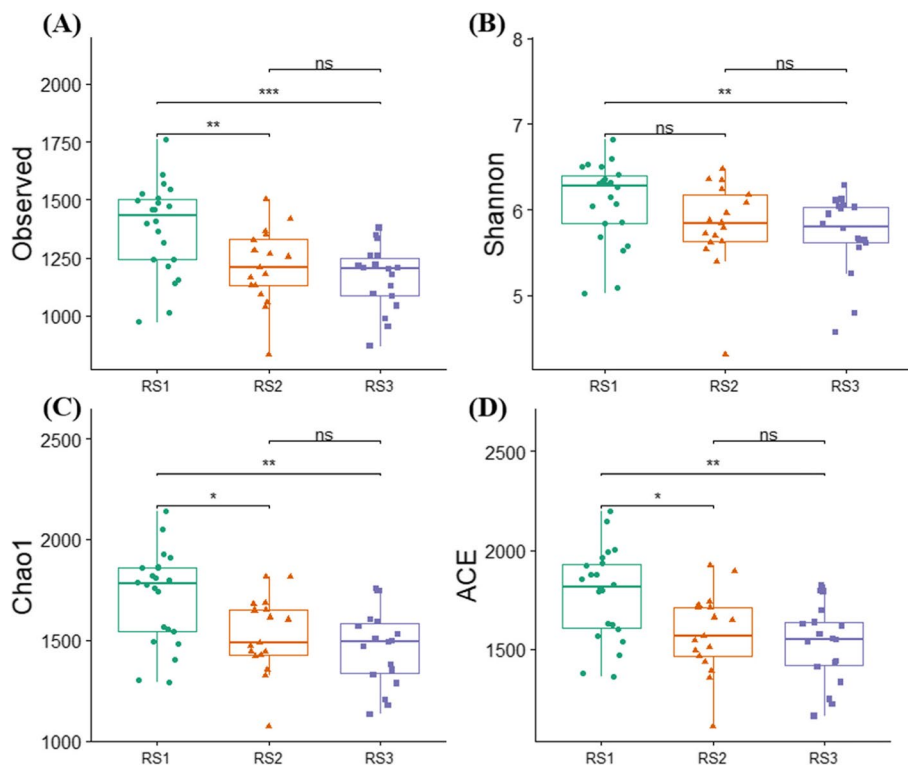 (A)
Observed
2000
1750
1500
1250
1000
ns
***
**
RS1 RS2 RS3
(B)
Shannon
8
7
6
5
ns
**
ns
RS1 RS2 RS3
(C)
Chao1
2500
2000
1500
1000
ns
**
*
RS1 RS2 RS3
(D)
ACE
2500
2000
1500
ns
**
*
RS1 RS2 RS3